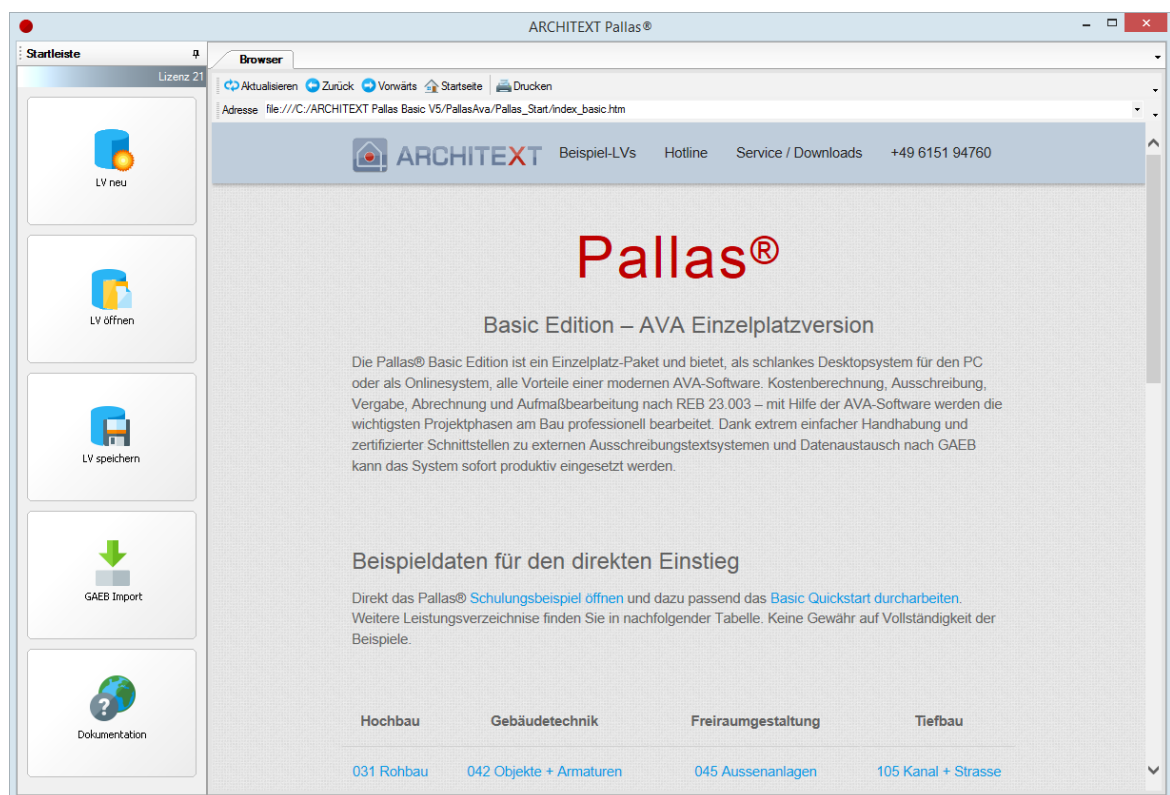 ARCHITEXT Pallas®
Startleiste
Lizenz 21
LV neu
LV öffnen
LV speichern
GAEB Import
Dokumentation
Browser
Aktualisieren Zurück Vorwärts Startseite Drucken
Adresse file:///C:/ARCHITEXT Pallas Basic V5/PallasAva/Pallas_Start/index_basic.htm
ARCHITEXT Beispiel-LVs Hotline Service / Downloads +49 6151 94760
Pallas®
Basic Edition – AVA Einzelplatzversion
Die Pallas® Basic Edition ist ein Einzelplatz-Paket und bietet, als schlankes Desktopsystem für den PC
oder als Onlinesystem, alle Vorteile einer modernen AVA-Software. Kostenberechnung, Ausschreibung,
Vergabe, Abrechnung und Aufmaßbearbeitung nach REB 23.003 – mit Hilfe der AVA-Software werden die
wichtigsten Projektphasen am Bau professionell bearbeitet. Dank extrem einfacher Handhabung und
zertifizierter Schnittstellen zu externen Ausschreibungstextsystemen und Datenaustausch nach GAEB
kann das System sofort produktiv eingesetzt werden.
Beispieldaten für den direkten Einstieg
Direkt das Pallas® Schulungsbeispiel öffnen und dazu passend das Basic Quickstart durcharbeiten.
Weitere Leistungsverzeichnise finden Sie in nachfolgender Tabelle. Keine Gewähr auf Vollständigkeit der
Beispiele.
Hochbau Gebäudetechnik Freiraumgestaltung Tiefbau
031 Rohbau 042 Objekte + Armaturen 045 Aussenanlagen 105 Kanal + Strasse